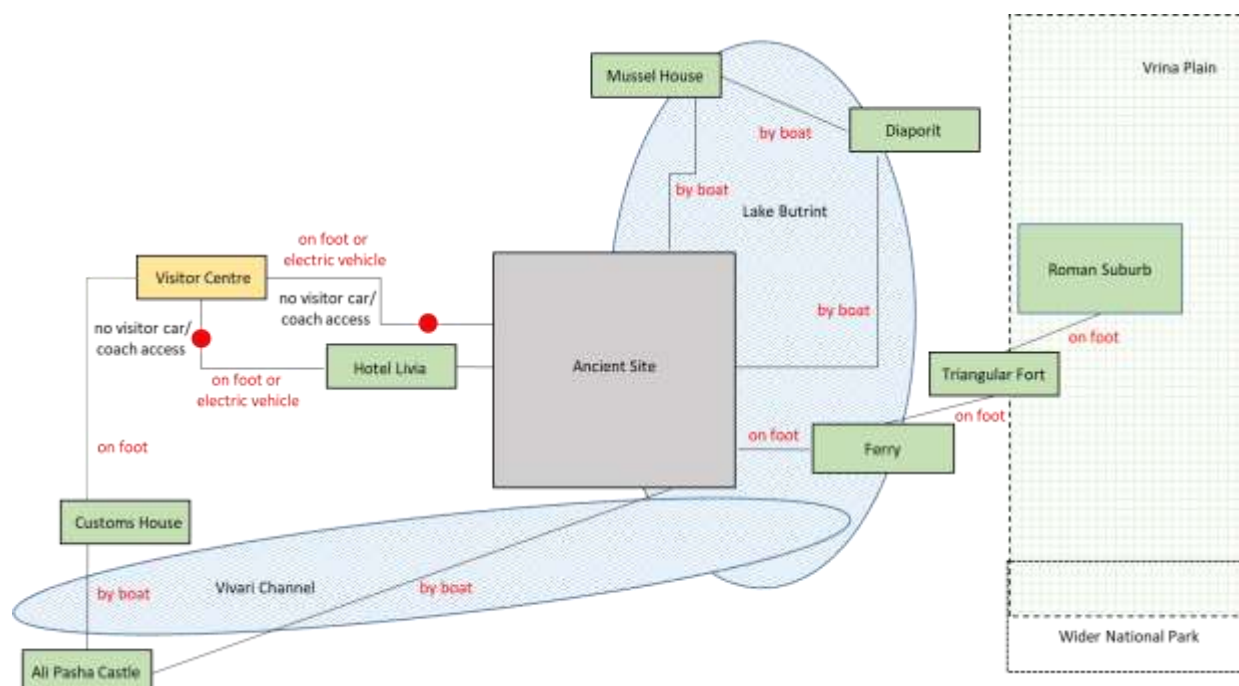 Mussel House
Vrina Plain
Diaporit
by boat
by boat
Lake Butrint
on foot or
electric vehicle
Visitor Centre
no visitor car/
coach access
no visitor car/
coach access
Roman Suburb
by boat
on foot
Hotel Livia
Ancient Site
Triangular Fort
on foot or
electric vehicle
on foot
on foot
on foot
Ferry
Customs House
Vivari Channel
by boat
by boat
Wider National Park
Ali Pasha Castle